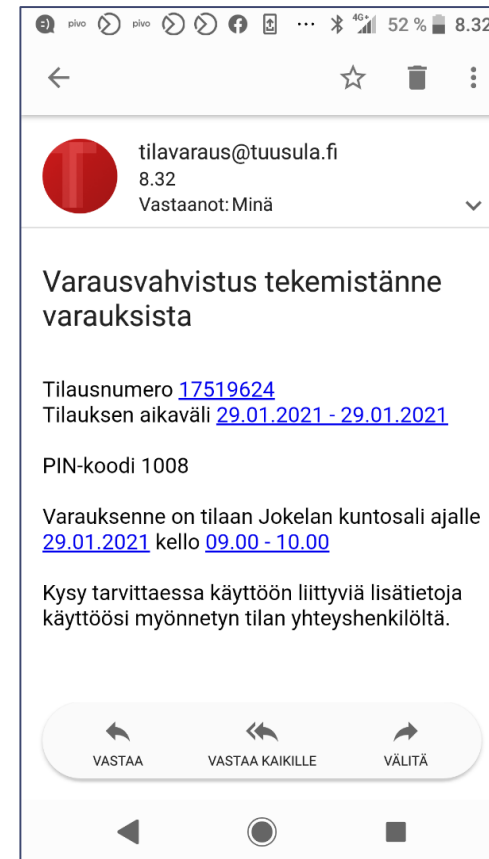 pivo pivo 4G+ 52 % 8.32
tilavaraus@tuusula.fi
8.32
Vastaanot: Minä
Varausvahvistus tekemistänne
varauksista
Tilausnumero 17519624
Tilauksen aikaväli 29.01.2021 - 29.01.2021
PIN-koodi 1008
Varauksenne on tilaan Jokelan kuntosali ajalle
29.01.2021 kello 09.00 - 10.00
Kysy tarvittaessa käyttöön liittyviä lisätietoja
käyttöösi myönnetyn tilan yhteyshenkilöltä.
VASTAA VASTAA KAIKILLE VÄLITÄ